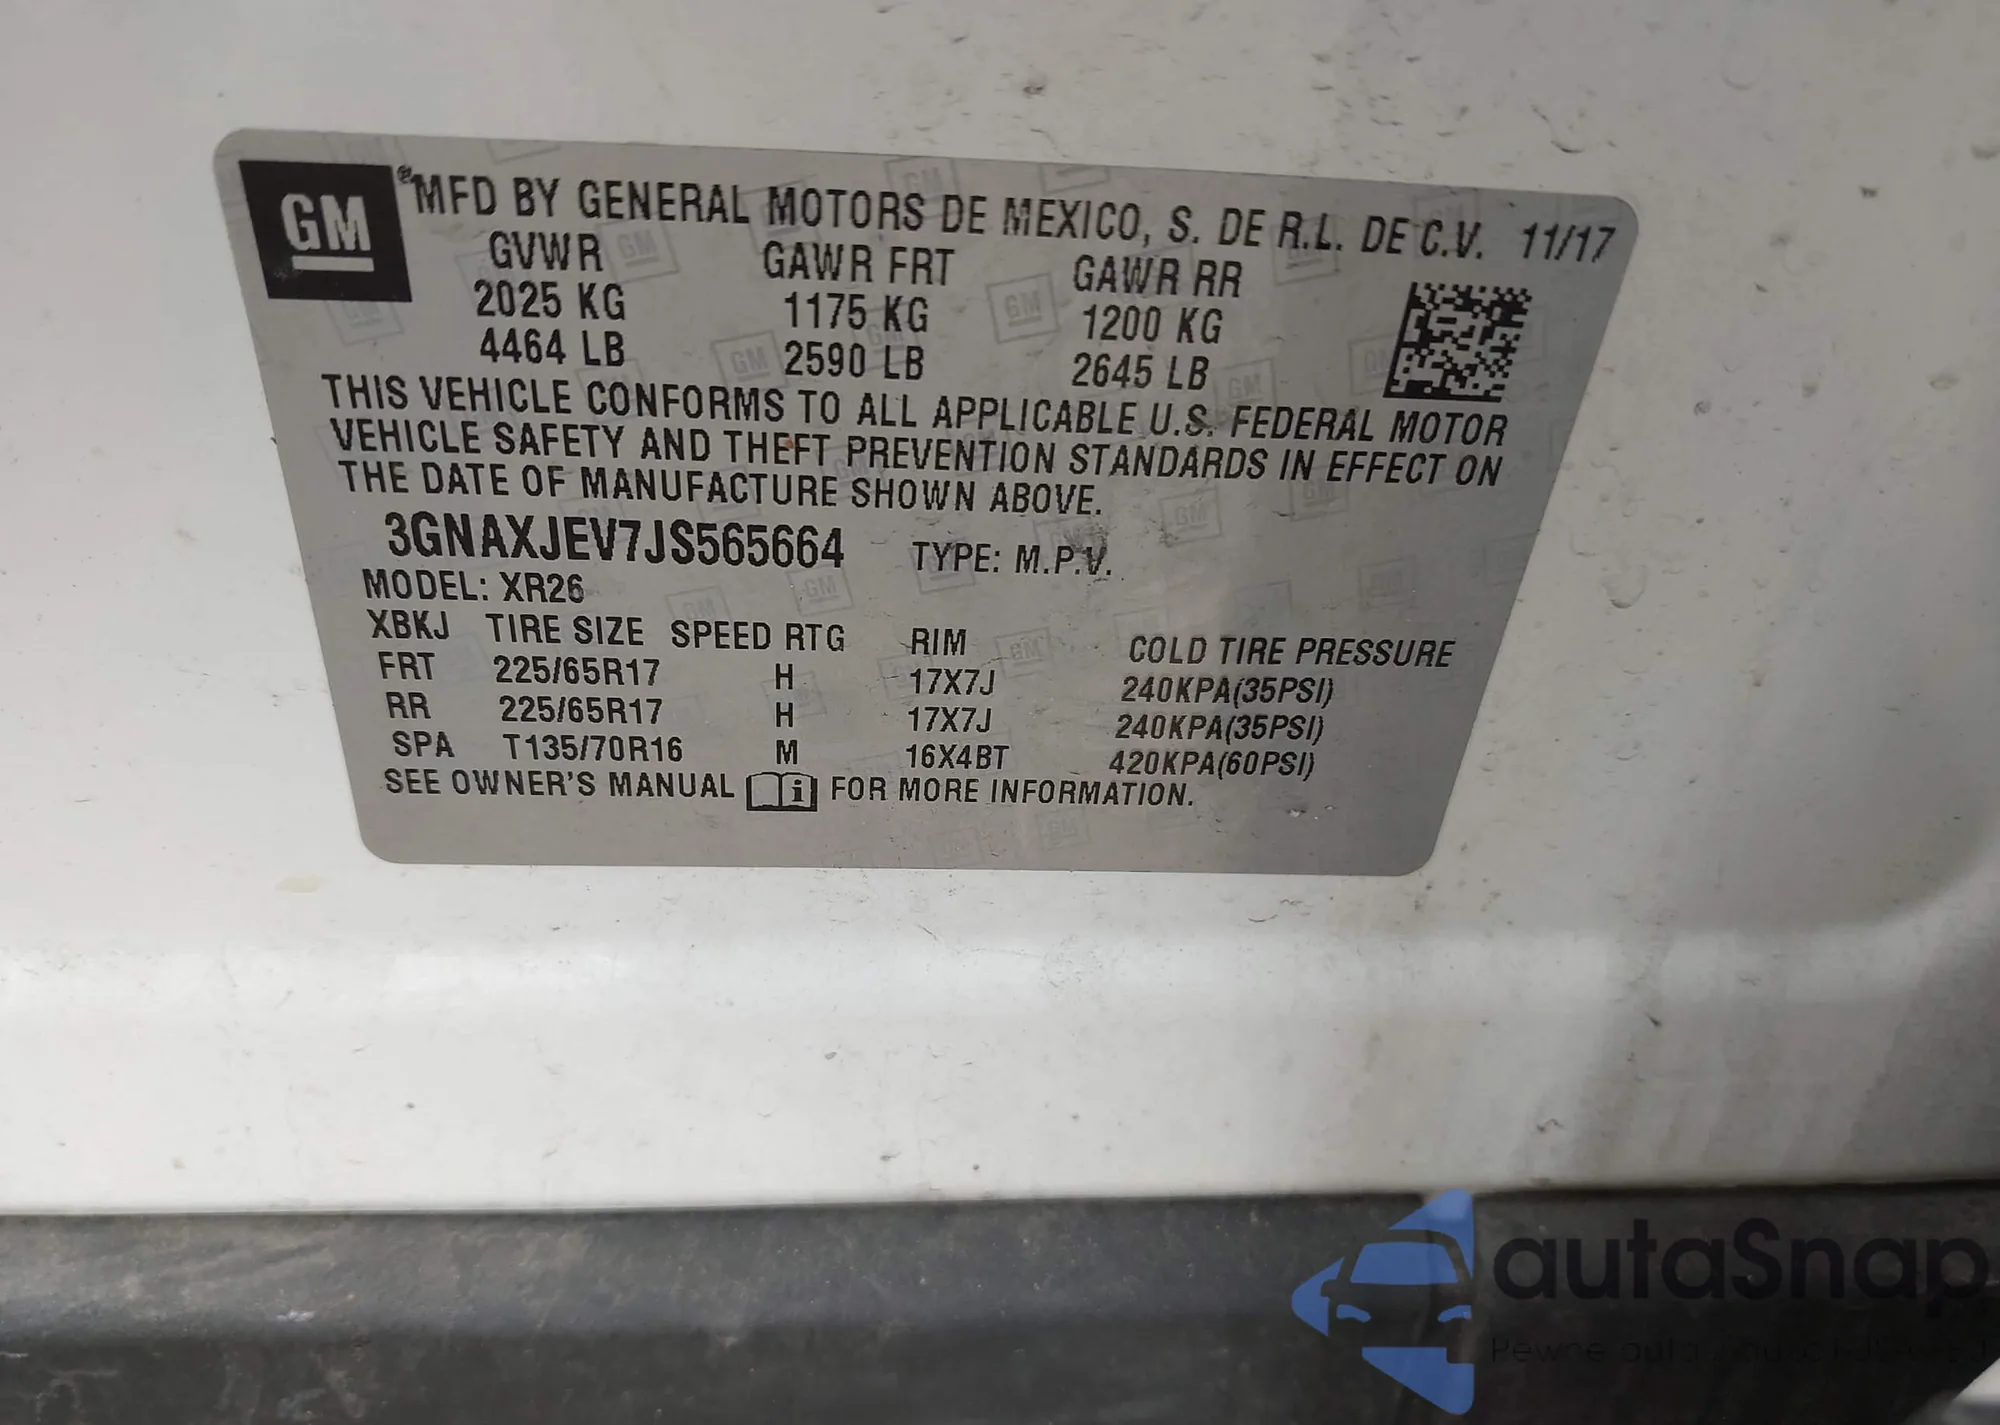 GM
®MFD BY GENERAL MOTORS DE MEXICO, S. DE R.L. DE C.V. 11/17
GVWR GAWR FRT GAWR RR
2025 KG 1175 KG 1200 KG
4464 LB 2590 LB 2645 LB
THIS VEHICLE CONFORMS TO ALL APPLICABLE U.S. FEDERAL MOTOR
VEHICLE SAFETY AND THEFT PREVENTION STANDARDS IN EFFECT ON
THE DATE OF MANUFACTURE SHOWN ABOVE.
3GNAXJEV7JS565664 TYPE: M.P.V.
MODEL: XR26
XBKJ TIRE SIZE SPEED RTG RIM COLD TIRE PRESSURE
FRT 225/65R17 H 17X7J 240KPA(35PSI)
RR 225/65R17 H 17X7J 240KPA(35PSI)
SPA T135/70R16 M 16X4BT 420KPA(60PSI)
SEE OWNER'S MANUAL i FOR MORE INFORMATION.
autaSnap
Pewne auta